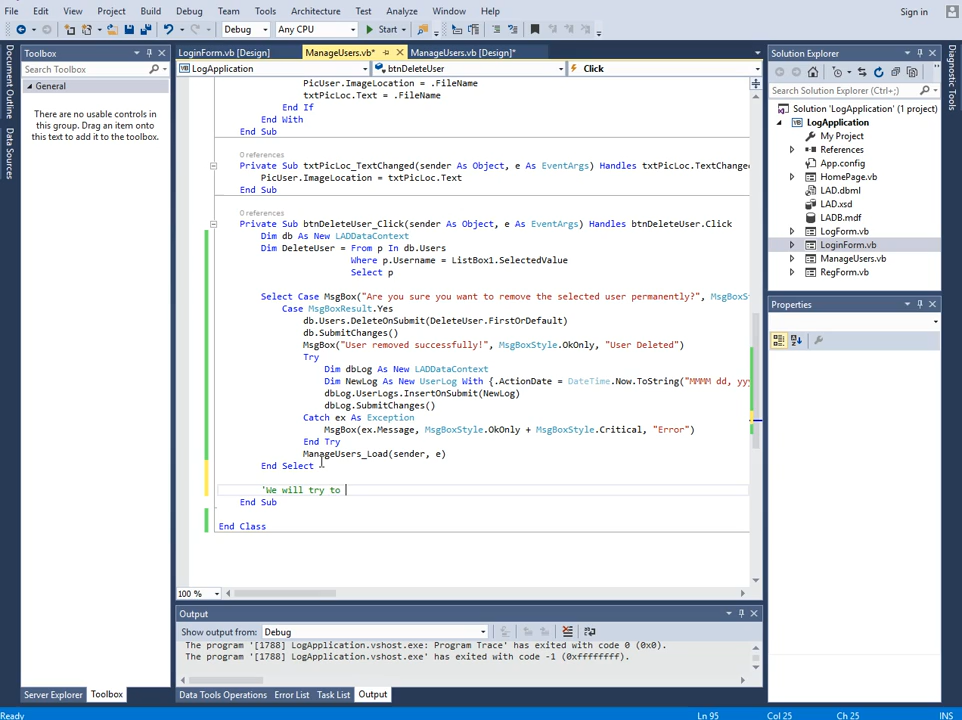 File Edit View Project Build Debug Team Tools Architecture Test Analyze Window Help Sign in
Debug Any CPU Start
Document Outline
Data Sources
Toolbox
Search Toolbox
General
There are no usable controls in
this group. Drag an item onto
this text to add it to the toolbox.
Server Explorer Toolbox
LoginForm.vb [Design] ManageUsers.vb* ManageUsers.vb [Design]*
LogApplication btnDeleteUser Click
PicUser.ImageLocation = .FileName
txtPicLoc.Text = .FileName
End If
End With
End Sub
0 references
Private Sub txtPicLoc_TextChanged(sender As Object, e As EventArgs) Handles txtPicLoc.TextChanged
PicUser.ImageLocation = txtPicLoc.Text
End Sub
0 references
Private Sub btnDeleteUser_Click(sender As Object, e As EventArgs) Handles btnDeleteUser.Click
Dim db As New LADDataContext
Dim DeleteUser = From p In db.Users
Where p.Username = ListBox1.SelectedValue
Select p
Select Case MsgBox("Are you sure you want to remove the selected user permanently?", MsgBoxSt
Case MsgBoxResult.Yes
db.Users.DeleteOnSubmit(DeleteUser.FirstOrDefault)
db.SubmitChanges()
MsgBox("User removed successfully!", MsgBoxStyle.OkOnly, "User Deleted")
Try
Dim dbLog As New LADDataContext
Dim NewLog As New UserLog With {.ActionDate = DateTime.Now.ToString("MMMM dd, yyy
dbLog.UserLogs.InsertOnSubmit(NewLog)
dbLog.SubmitChanges()
Catch ex As Exception
MsgBox(ex.Message, MsgBoxStyle.OkOnly + MsgBoxStyle.Critical, "Error")
End Try
ManageUsers_Load(sender, e)
End Select
'We will try to
End Sub
End Class
100 %
Output
Show output from: Debug
The program '[1788] LogApplication.vshost.exe: Program Trace' has exited with code 0 (0x0).
The program '[1788] LogApplication.vshost.exe' has exited with code -1 (0xffffffff).
Data Tools Operations Error List Task List Output
Solution Explorer
Search Solution Explorer (Ctrl+;)
Solution 'LogApplication' (1 project)
LogApplication
My Project
References
App.config
HomePage.vb
LAD.dbml
LAD.xsd
LADB.mdf
LogForm.vb
LoginForm.vb
ManageUsers.vb
RegForm.vb
Properties
Diagnostic Tools
Ready Ln 95 Col 25 Ch 25 INS